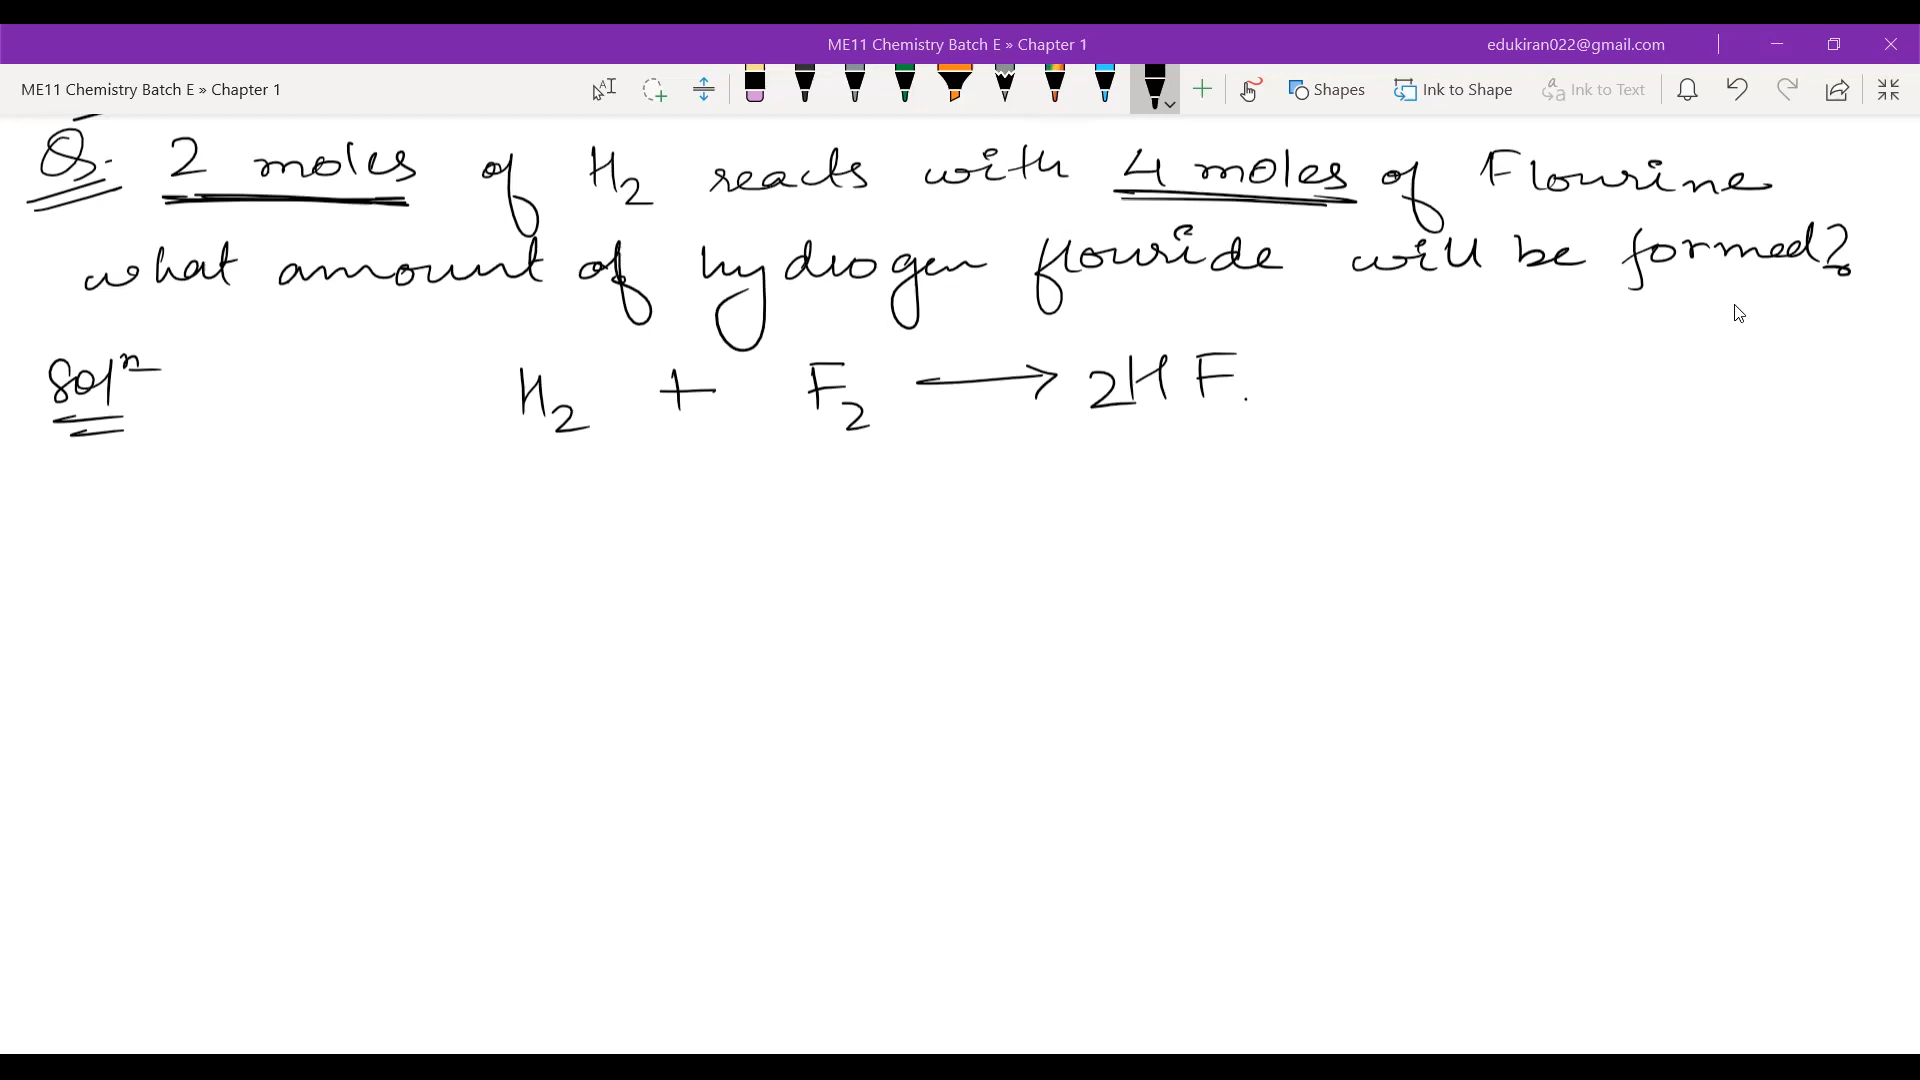 ME11 Chemistry Batch E » Chapter 1
edukiran022@gmail.com
ME11 Chemistry Batch E » Chapter 1
Shapes
Ink to Shape
Ink to Text
Q. 2 moles of H2 reacts with 4 moles of Flourine
what amount of hydrogen flouride will be formed?
Solⁿ H2 + F2 → 2HF.